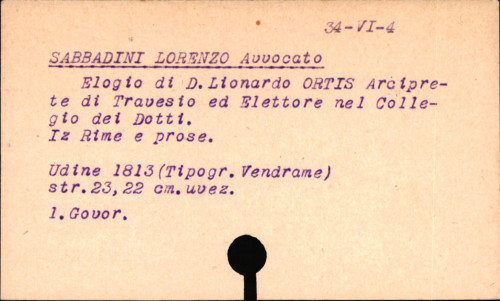 34-VI-4
SABBADINI LORENZO Avvocato
Elogio di D.Lionardo ORTIS Arcipre-
te di Travesio ed Elettore nel Colle-
gio dei Dotti.
Iz Rime e prose.
Udine 1813(Tipogr.Vendrame)
str.23,22 cm.uvez.
1.Govor.